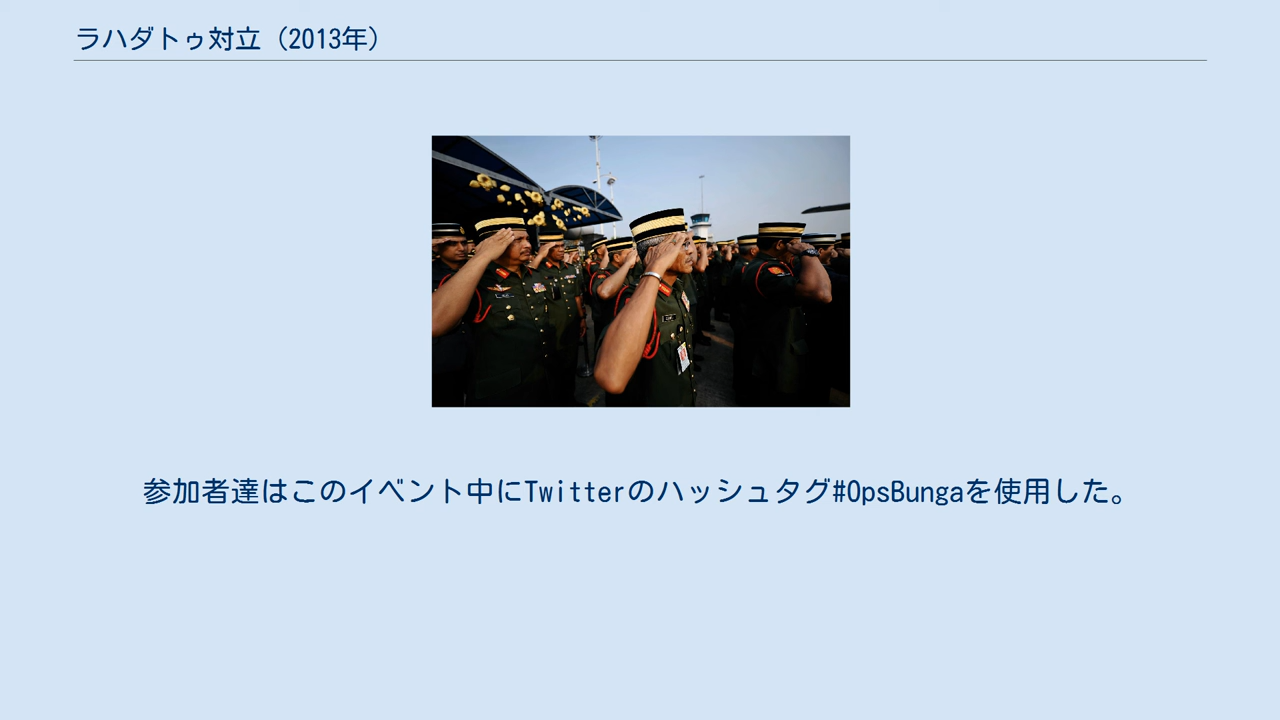 ラハダトゥ対立（2013年）
参加者達はこのイベント中にTwitterのハッシュタグ#OpsBungaを使用した。